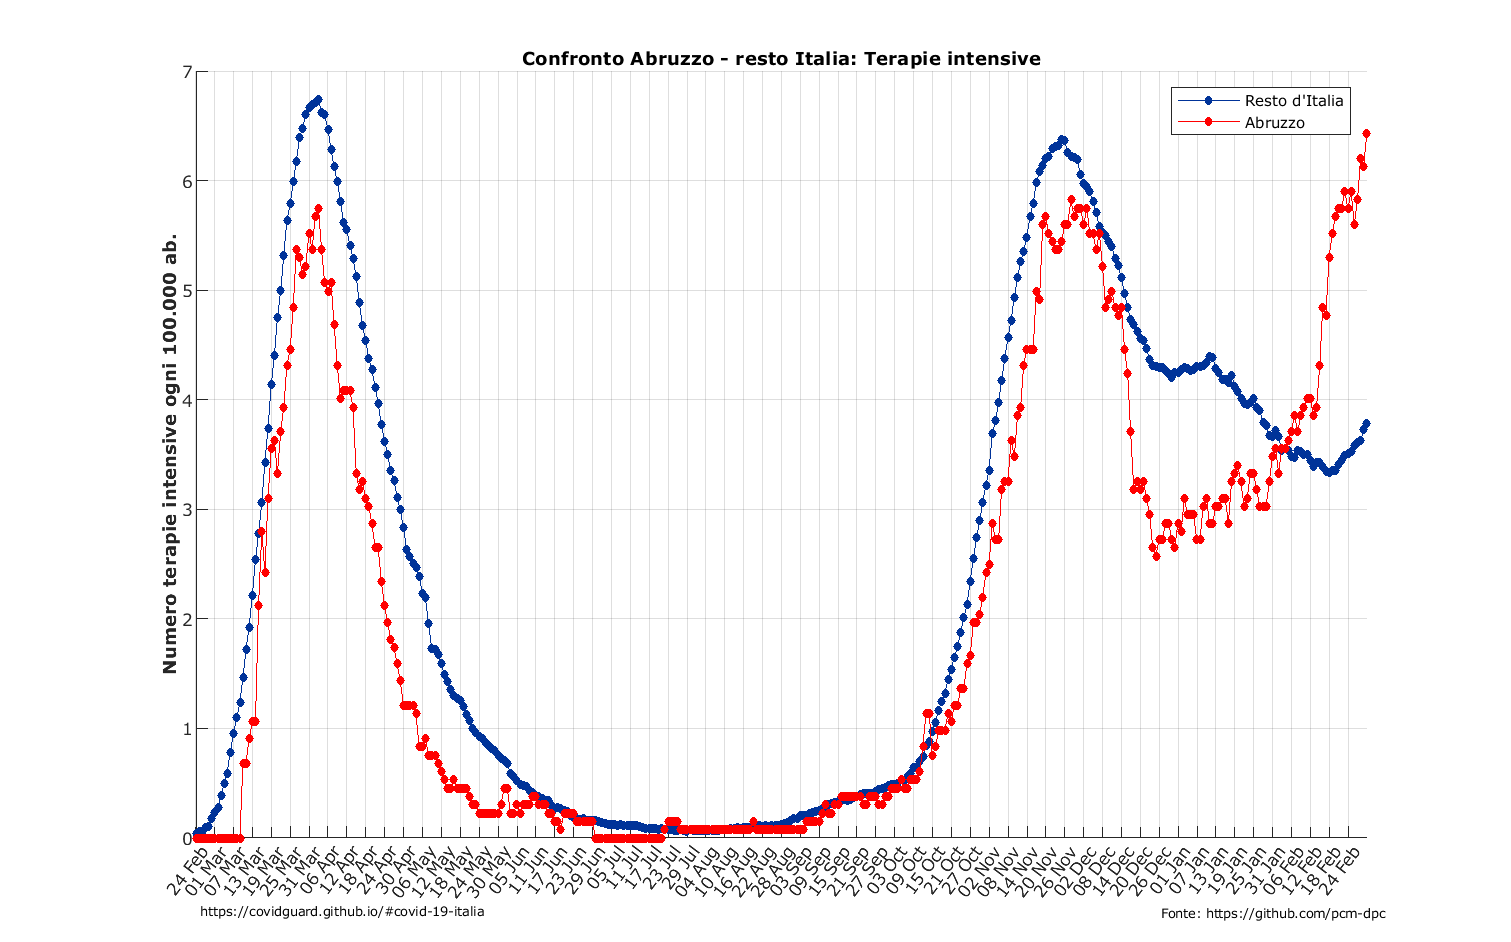 Confronto Abruzzo - resto Italia: Terapie intensive
Resto d'Italia
Abruzzo
Numero terapie intensive ogni 100.000 ab.
7
6
5
4
3
2
1
0
24 Feb
01 Mar
07 Mar
13 Mar
19 Mar
25 Mar
31 Mar
06 Apr
12 Apr
18 Apr
24 Apr
30 Apr
06 May
12 May
18 May
24 May
30 May
05 Jun
11 Jun
17 Jun
23 Jun
29 Jun
05 Jul
11 Jul
17 Jul
23 Jul
29 Jul
04 Aug
10 Aug
16 Aug
22 Aug
28 Aug
03 Sep
09 Sep
15 Sep
21 Sep
27 Sep
03 Oct
09 Oct
15 Oct
21 Oct
27 Oct
02 Nov
08 Nov
14 Nov
20 Nov
26 Nov
02 Dec
08 Dec
14 Dec
20 Dec
26 Dec
01 Jan
07 Jan
13 Jan
19 Jan
25 Jan
31 Jan
06 Feb
12 Feb
18 Feb
24 Feb
https://covidguard.github.io/#covid-19-italia
Fonte: https://github.com/pcm-dpc